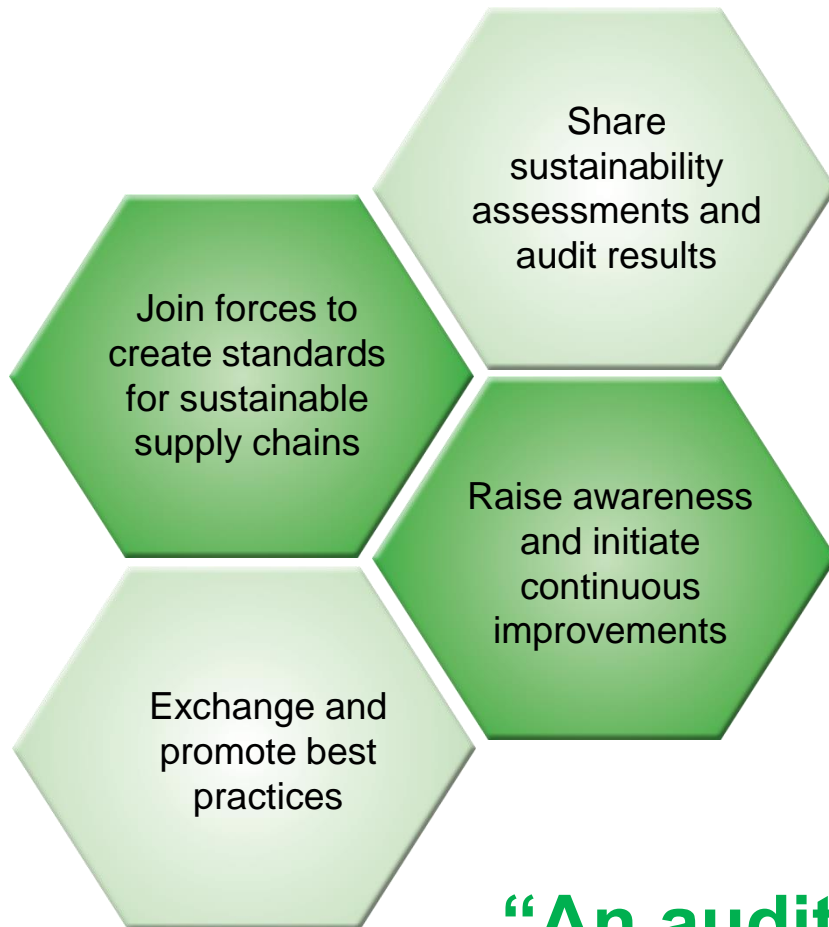 Share
sustainability
assessments and
audit results
Join forces to
create standards
for sustainable
supply chains
Raise awareness
and initiate
continuous
improvements
Exchange and
promote best
practices
“An audit